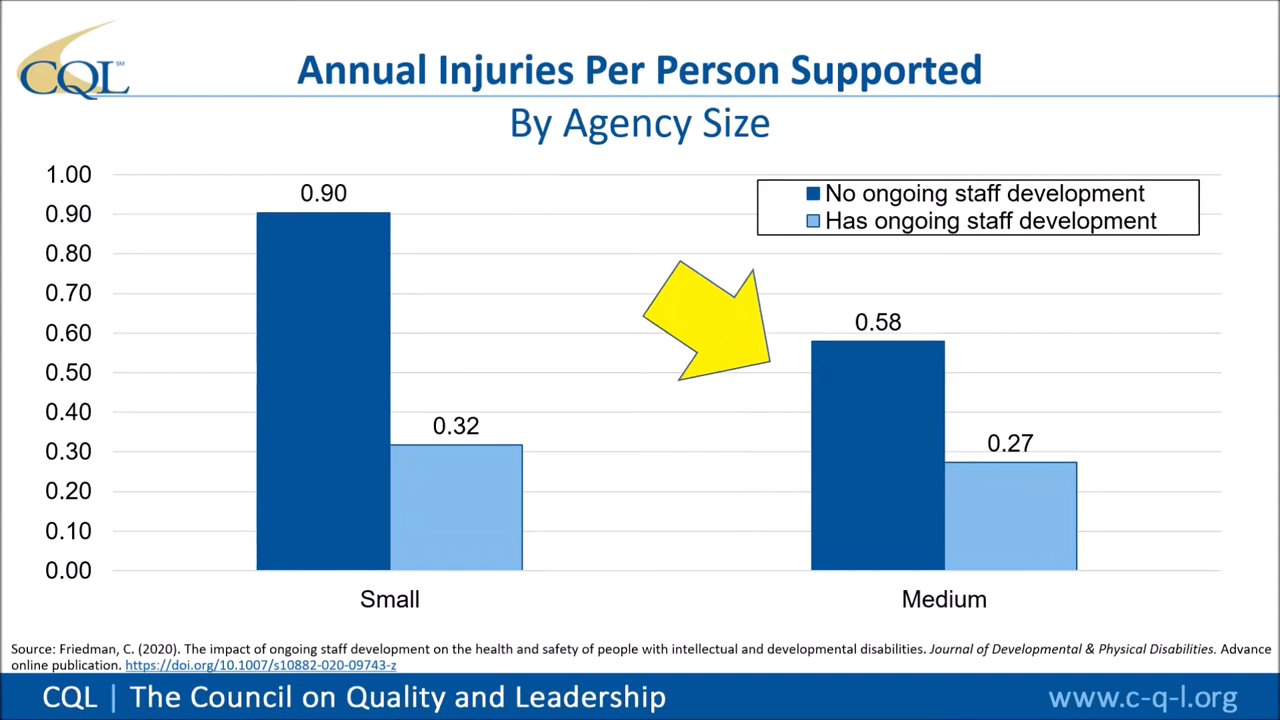 CQL SM
Annual Injuries Per Person Supported
By Agency Size
1.00
0.90
0.80
0.70
0.60
0.50
0.40
0.30
0.20
0.10
0.00
0.90
0.32
0.58
0.27
No ongoing staff development
Has ongoing staff development
Small
Medium
Source: Friedman, C. (2020). The impact of ongoing staff development on the health and safety of people with intellectual and developmental disabilities. Journal of Developmental & Physical Disabilities. Advance
online publication. https://doi.org/10.1007/s10882-020-09743-z
CQL | The Council on Quality and Leadership
www.c-q-l.org